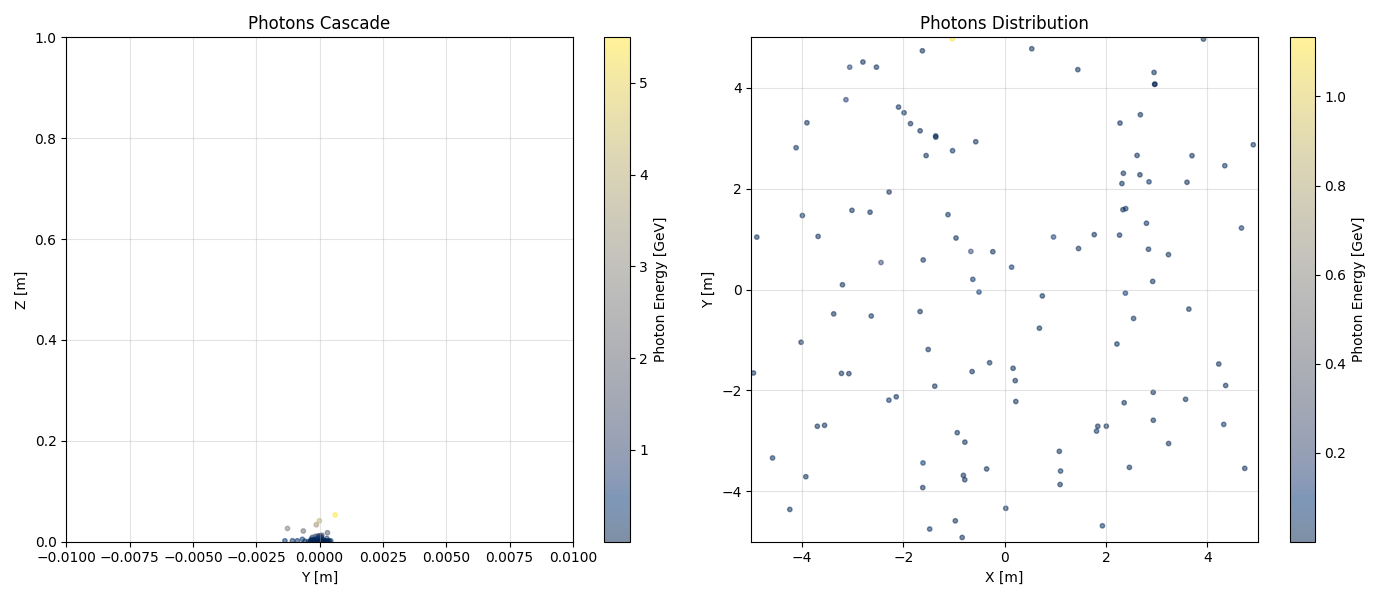 Photons Cascade
1.0
0.8
0.6
0.4
0.2
0.0
Z [m]
−0.0100 −0.0075 −0.0050 −0.0025 0.0000 0.0025 0.0050 0.0075 0.0100
Y [m]
5
4
3
2
1
Photon Energy [GeV]
Photons Distribution
4
2
0
−2
−4
Y [m]
−4 −2 0 2 4
X [m]
1.0
0.8
0.6
0.4
0.2
Photon Energy [GeV]